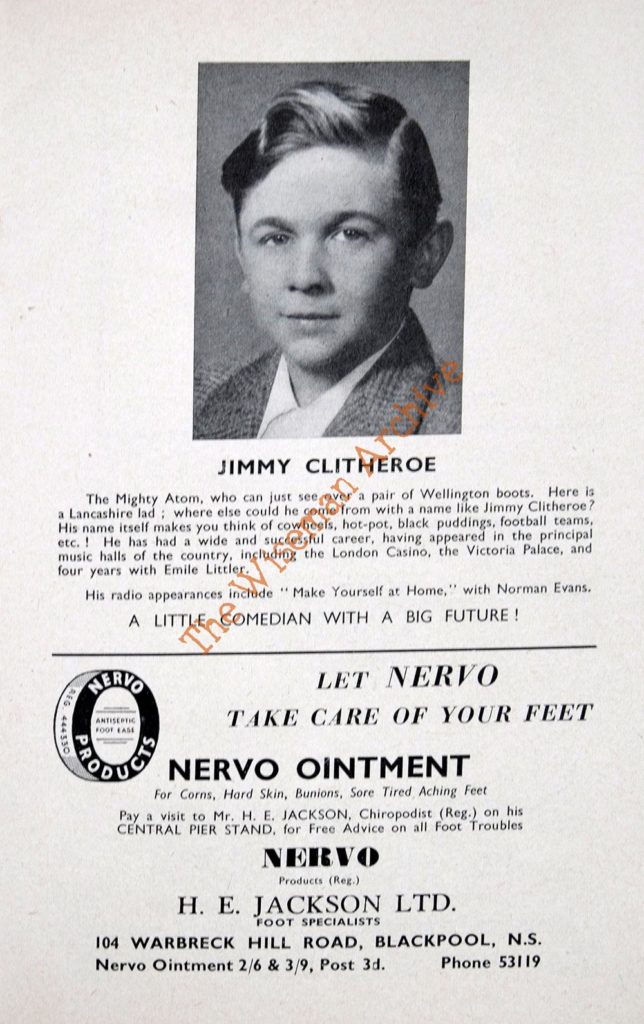 JIMMY CLITHEROE
The Mighty Atom, who can just see over a pair of Wellington boots. Here is
a Lancashire lad ; where else could he come from with a name like Jimmy Clitheroe?
His name itself makes you think of cowheels, hot-pot, black puddings, football teams,
etc. ! He has had a wide and successful career, having appeared in the principal
music halls of the country, including the London Casino, the Victoria Palace, and
four years with Emile Littler.
His radio appearances include " Make Yourself at Home," with Norman Evans.
A LITTLE COMEDIAN WITH A BIG FUTURE !
The Wiseman Archive
NERVO
PRODUCTS
REG. 444330
ANTISEPTIC
FOOT EASE
LET NERVO
TAKE CARE OF YOUR FEET
NERVO OINTMENT
For Corns, Hard Skin, Bunions, Sore Tired Aching Feet
Pay a visit to Mr. H. E. JACKSON, Chiropodist (Reg.) on his
CENTRAL PIER STAND, for Free Advice on all Foot Troubles
NERVO
Products (Reg.)
H. E. JACKSON LTD.
FOOT SPECIALISTS
104 WARBRECK HILL ROAD, BLACKPOOL, N.S.
Nervo Ointment 2/6 & 3/9, Post 3d. Phone 53119